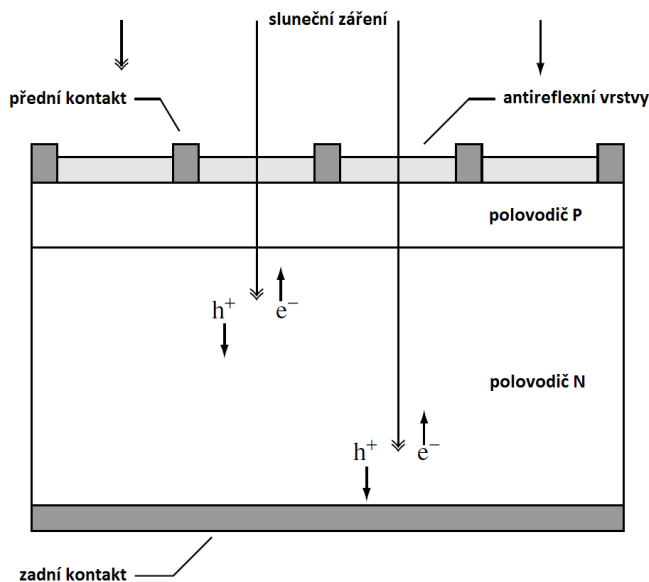 sluneční záření
přední kontakt
antireflexní vrstvy
polovodič P
h+ e−
polovodič N
h+ e−
zadní kontakt